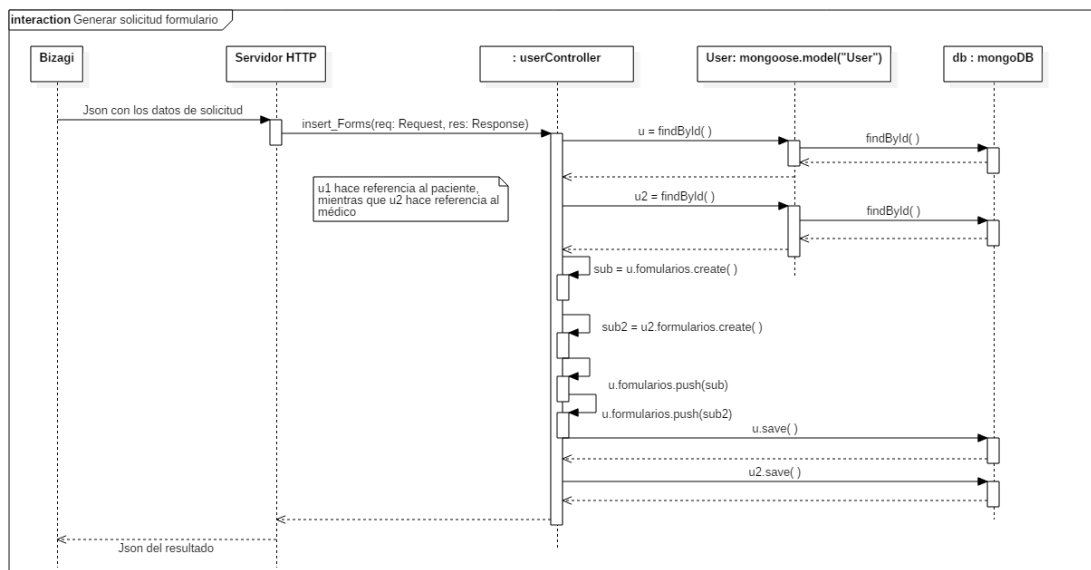 interaction Generar solicitud formulario
Bizagi
Servidor HTTP
: userController
User: mongoose.model("User")
db : mongoDB
Json con los datos de solicitud
insert_Forms(req: Request, res: Response)
u = findById( )
findById( )
u1 hace referencia al paciente,
mientras que u2 hace referencia al
médico
u2 = findById( )
findById( )
sub = u.fomularios.create( )
sub2 = u2.formularios.create( )
u.fomularios.push(sub)
u.formularios.push(sub2)
u.save( )
u2.save( )
Json del resultado